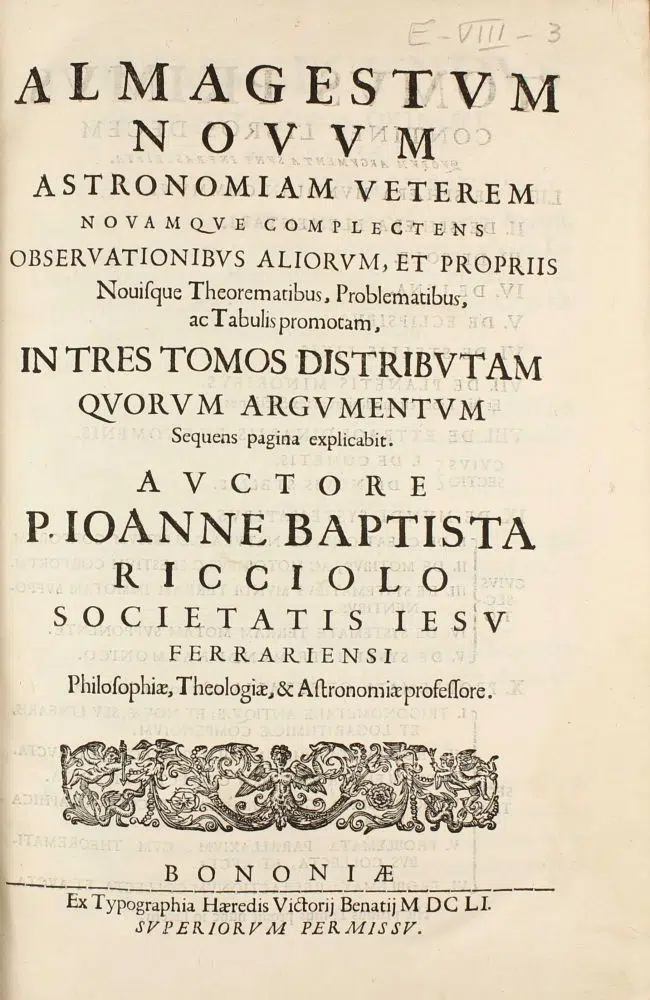 E-VIII-3
ALMAGESTVM
NOVVM
ASTRONOMIAM VETEREM
NOVAMQVE COMPLECTENS
OBSERVATIONIBVS ALIORVM, ET PROPRIIS
Nouiſque Theorematibus, Problematibus,
ac Tabulis promotam,
IN TRES TOMOS DISTRIBVTAM
QVORVM ARGVMENTVM
Sequens pagina explicabit.
AVCTORE
P. IOANNE BAPTISTA
RICCIOLO
SOCIETATIS IESV
FERRARIENSI
Philoſophiæ, Theologiæ, & Aſtronomiæ profeſſore.
BONONIÆ
Ex Typographia Hæredis Victorij Benatij M DC LI.
SVPERIORVM PERMISSV.